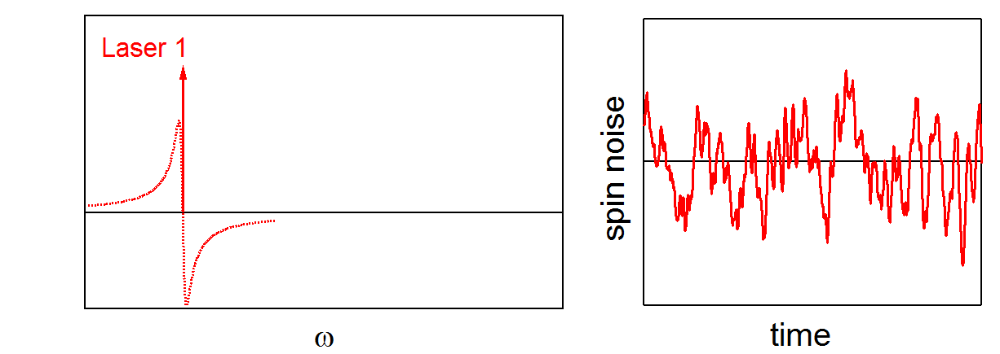 Laser 1
ω
spin noise
time